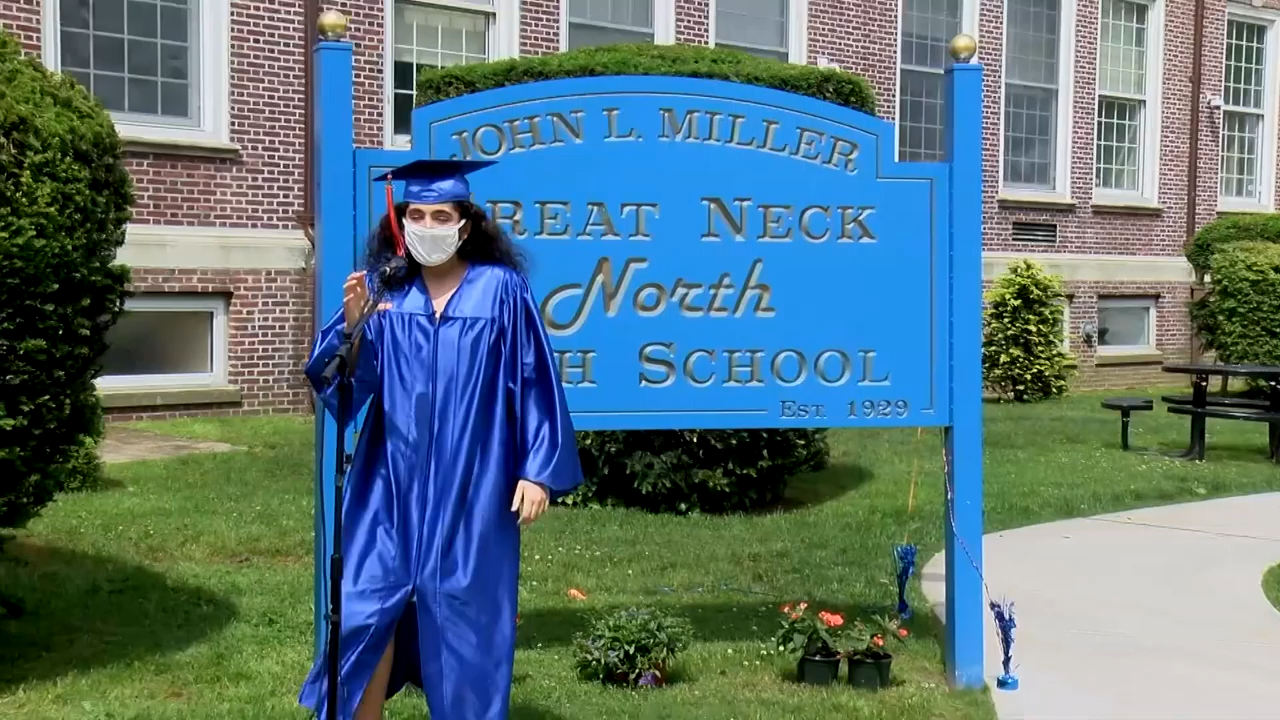 JOHN L. MILLER
REAT NECK
North
H SCHOOL
EST. 1929